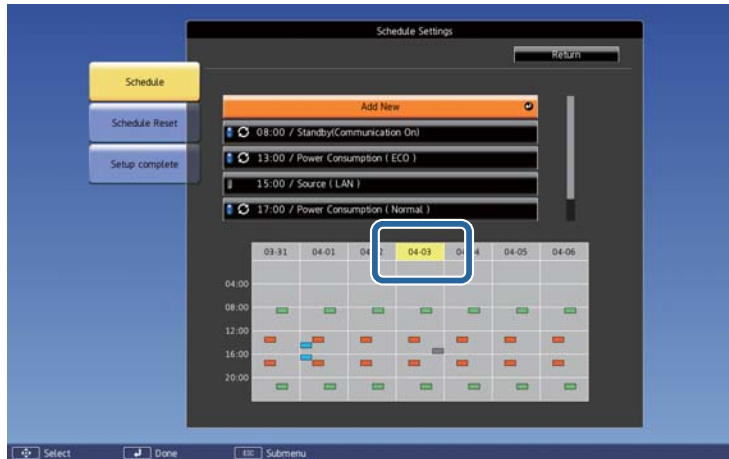 Schedule Settings
Return
Schedule
Schedule Reset
Setup complete
Add New
08:00 / Standby(Communication On)
13:00 / Power Consumption ( ECO )
15:00 / Source ( LAN )
17:00 / Power Consumption ( Normal )
03-31 04-01 04-03 04-05 04-06
04:00
08:00
12:00
16:00
20:00
Select Done Esc Submenu